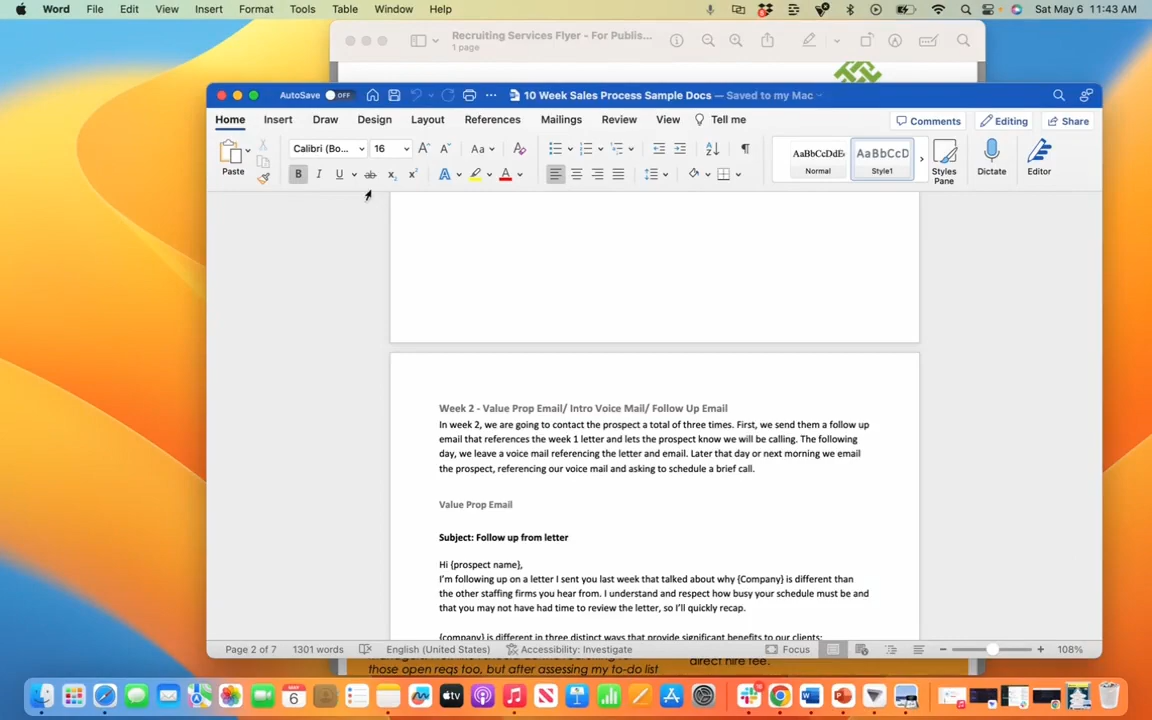 Word File Edit View Insert Format Tools Table Window Help Sat May 6 11:43 AM
Recruiting Services Flyer - For Publis...
1 page
AutoSave OFF 10 Week Sales Process Sample Docs — Saved to my Mac
Home Insert Draw Design Layout References Mailings Review View Tell me Comments Editing Share
Paste Calibri (Bo... 16 Aa AaBbCcDdEe Normal AaBbCcD Style1 Styles Pane Dictate Editor
B I U ab x₂ x² A A
Week 2 - Value Prop Email/ Intro Voice Mail/ Follow Up Email
In week 2, we are going to contact the prospect a total of three times. First, we send them a follow up
email that references the week 1 letter and lets the prospect know we will be calling. The following
day, we leave a voice mail referencing the letter and email. Later that day or next morning we email
the prospect, referencing our voice mail and asking to schedule a brief call.
Value Prop Email
Subject: Follow up from letter
Hi {prospect name},
I'm following up on a letter I sent you last week that talked about why {Company} is different than
the other staffing firms you hear from. I understand and respect how busy your schedule must be and
that you may not have had time to review the letter, so I'll quickly recap.
{company} is different in three distinct ways that provide significant benefits to our clients:
Page 2 of 7 1301 words English (United States) Accessibility: Investigate Focus 108%
those open reqs too, but after assessing my to-do list
direct hire fee.